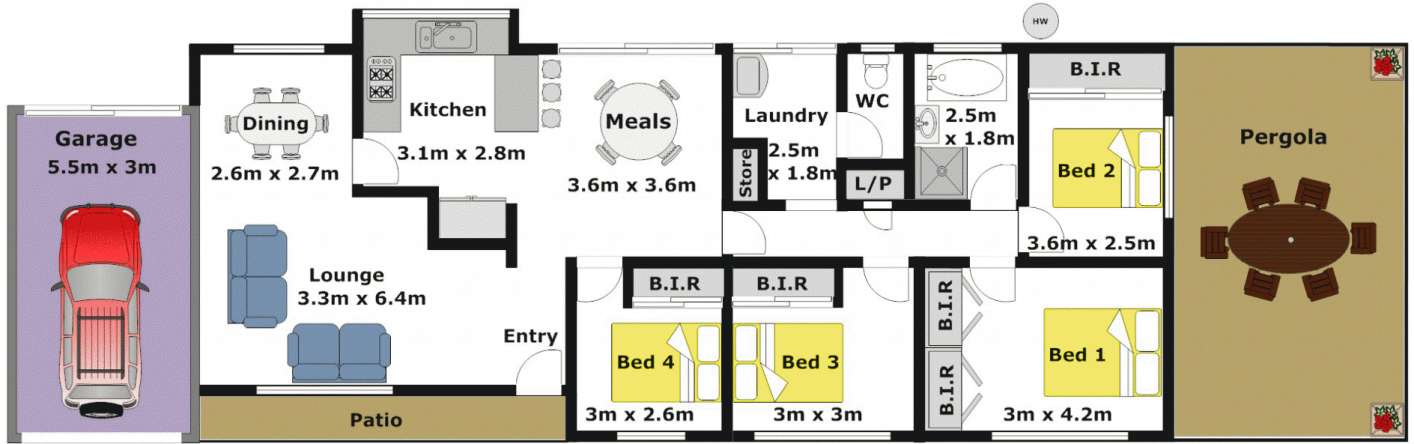 HW
Garage
5.5m x 3m
Dining
2.6m x 2.7m
Kitchen
3.1m x 2.8m
Meals
3.6m x 3.6m
Laundry
2.5m
x 1.8m
Store
WC
L/P
2.5m
x 1.8m
B.I.R
Bed 2
3.6m x 2.5m
Pergola
Lounge
3.3m x 6.4m
Entry
Patio
B.I.R
Bed 4
3m x 2.6m
B.I.R
Bed 3
3m x 3m
B.I.R
B.I.R
Bed 1
3m x 4.2m